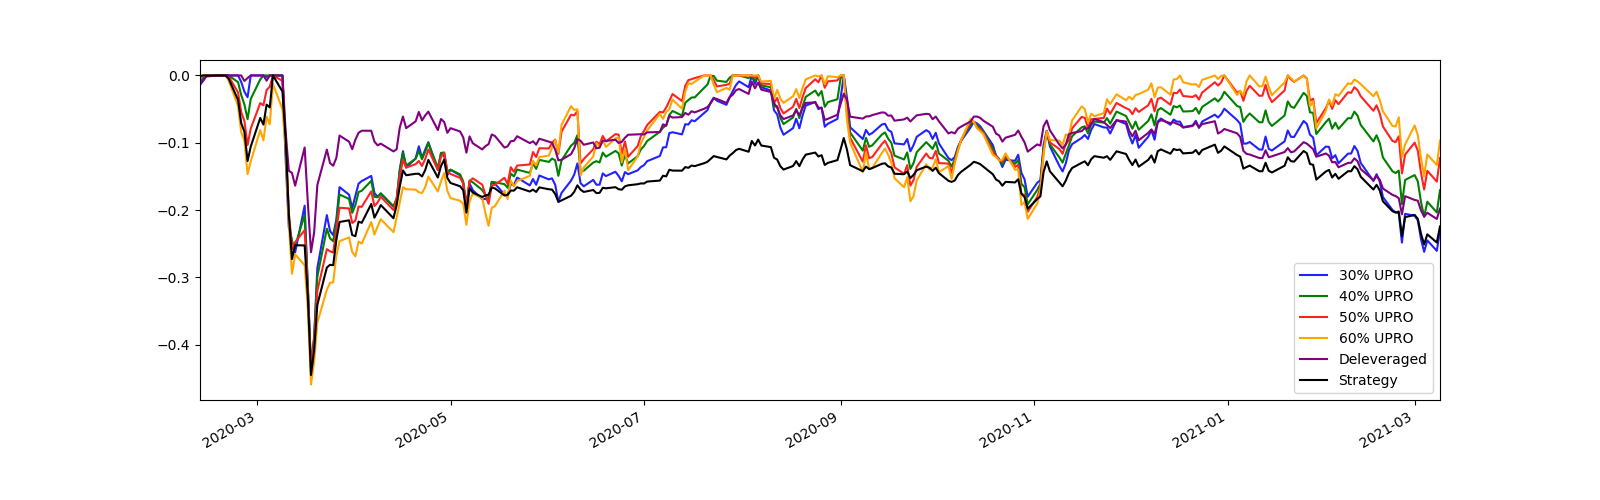 0.0
−0.1
−0.2
−0.3
−0.4
2020-03
2020-05
2020-07
2020-09
2020-11
2021-01
2021-03
30% UPRO
40% UPRO
50% UPRO
60% UPRO
Deleveraged
Strategy